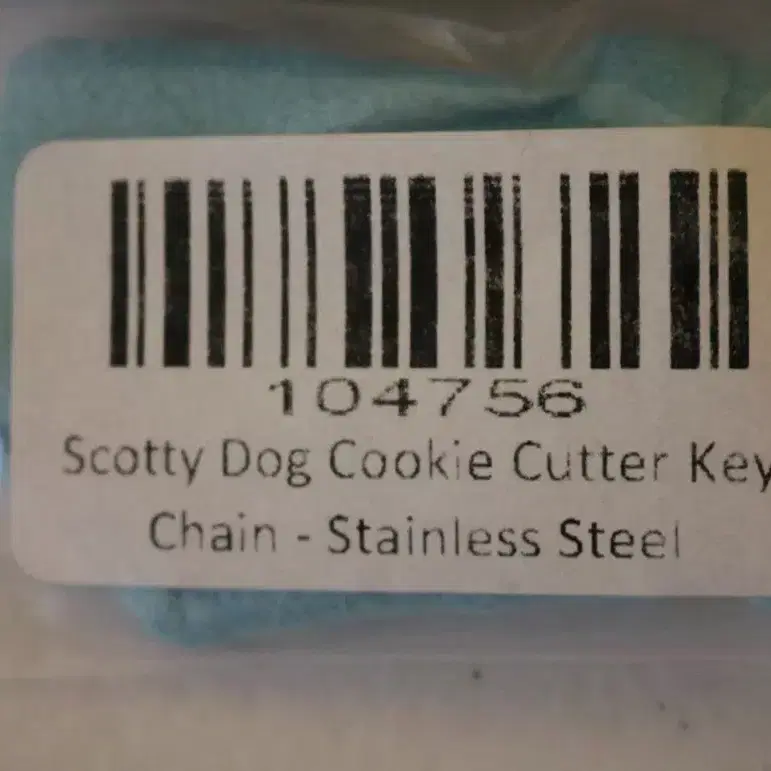 104756
Scotty Dog Cookie Cutter Key
Chain - Stainless Steel